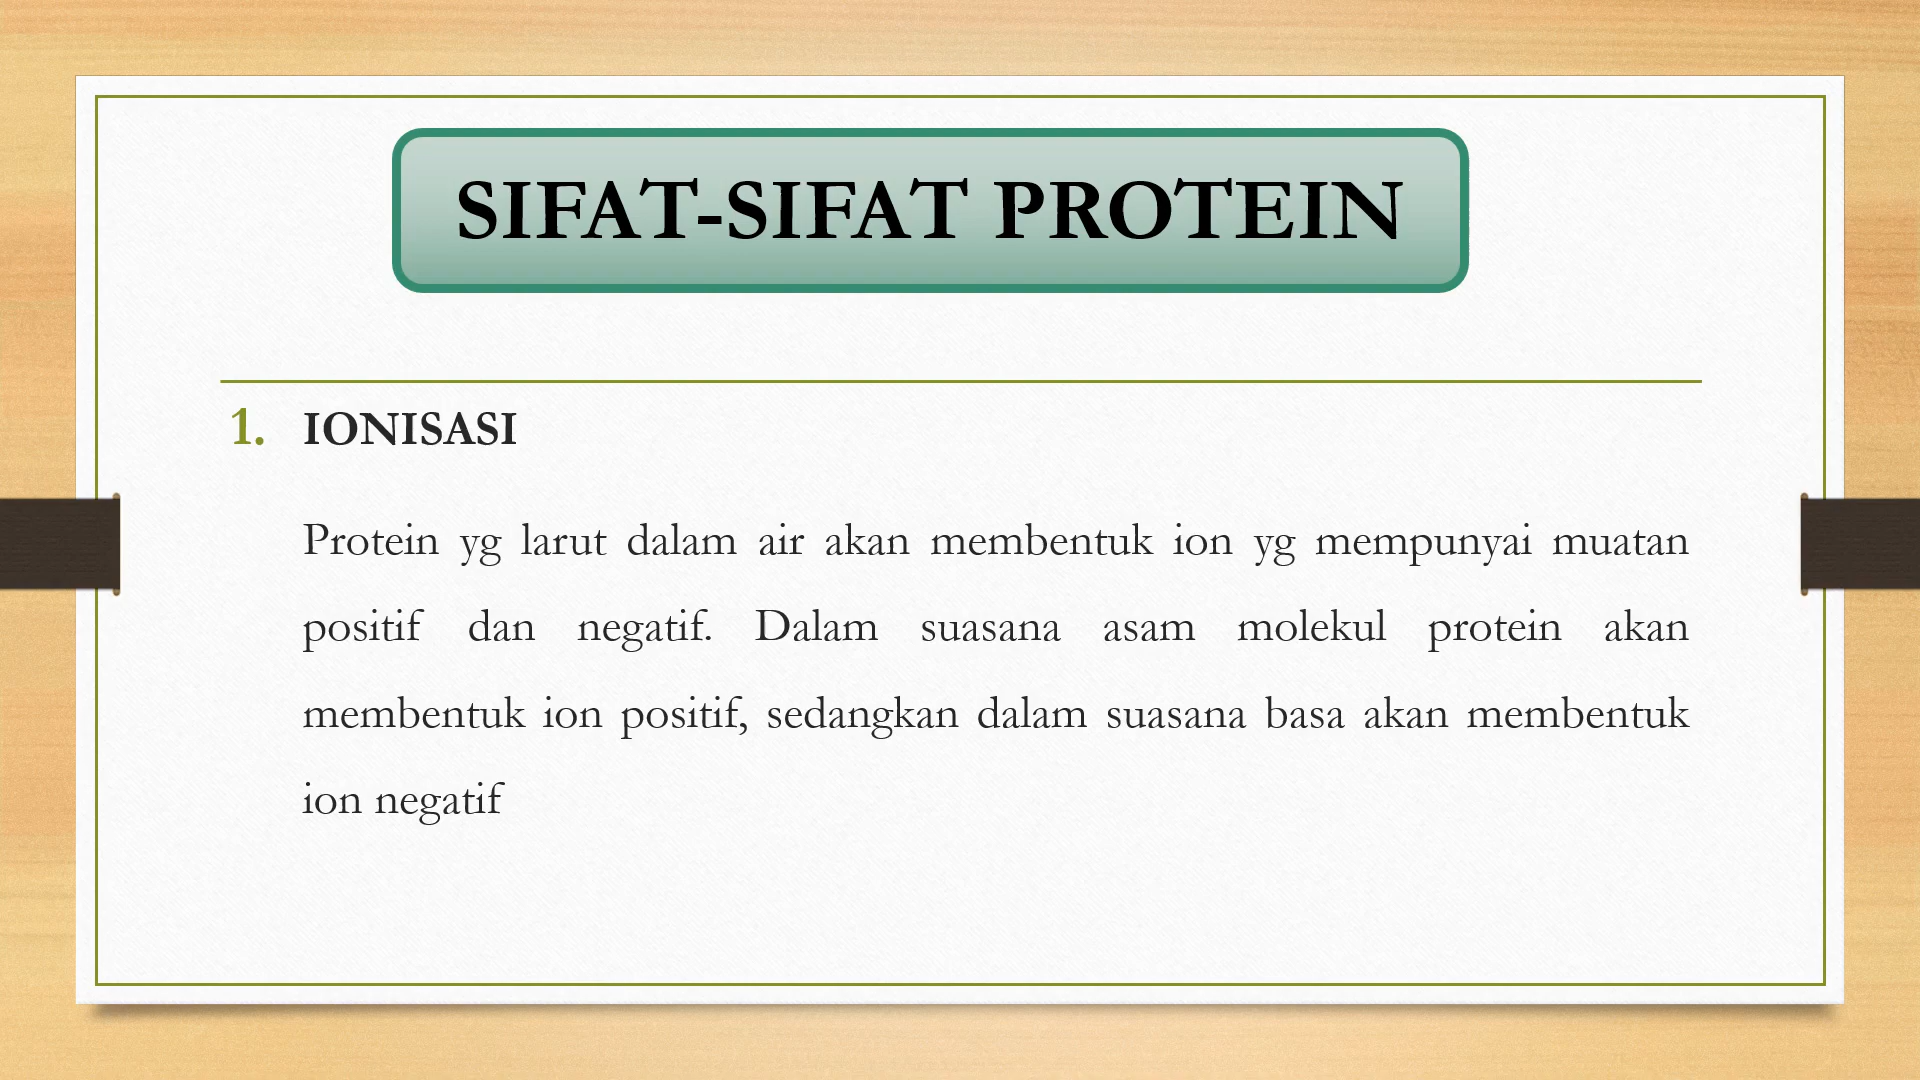 SIFAT-SIFAT PROTEIN
1. IONISASI
Protein yg larut dalam air akan membentuk ion yg mempunyai muatan
positif dan negatif. Dalam suasana asam molekul protein akan
membentuk ion positif, sedangkan dalam suasana basa akan membentuk
ion negatif